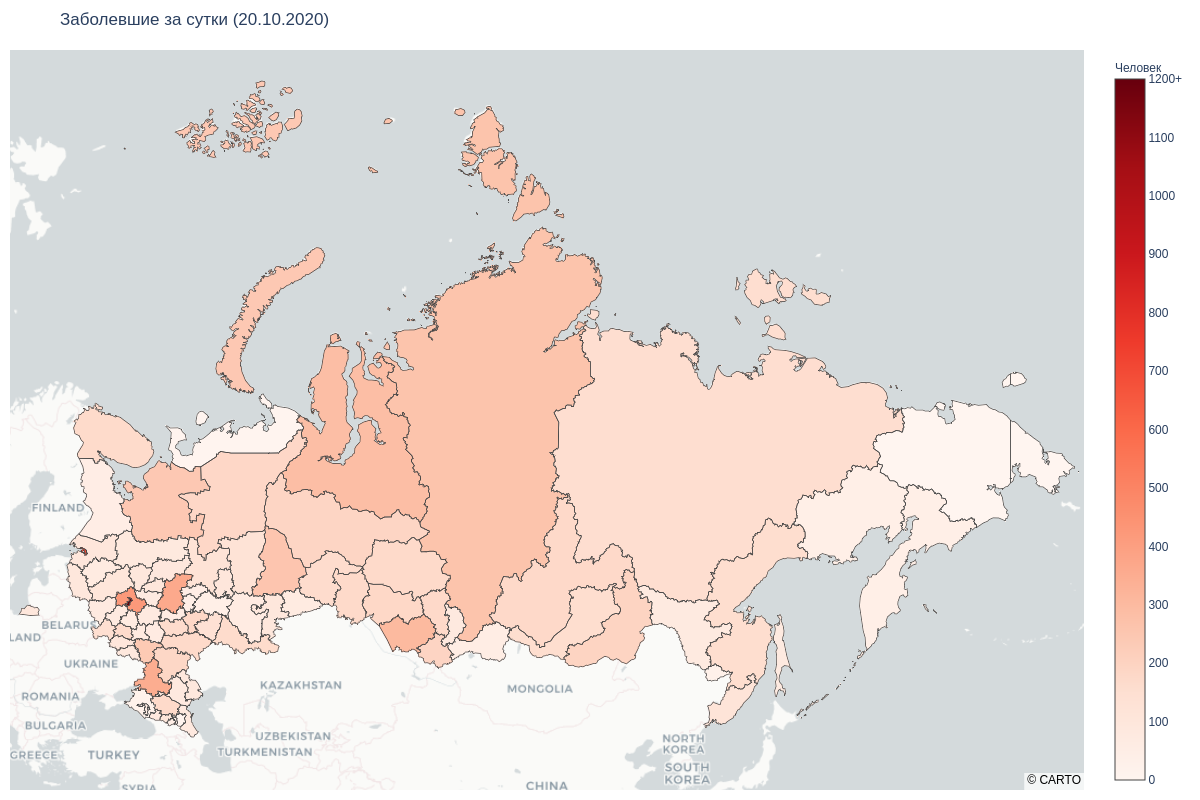 Заболевшие за сутки (20.10.2020)
Человек
1200+
1100
1000
900
800
700
600
500
400
300
200
100
0
FINLAND
BELARUS
LAND
UKRAINE
ROMANIA
BULGARIA
GREECE
TURKEY
SYRIA
KAZAKHSTAN
UZBEKISTAN
TURKMENISTAN
MONGOLIA
CHINA
NORTH
KOREA
SOUTH
KOREA
© CARTO